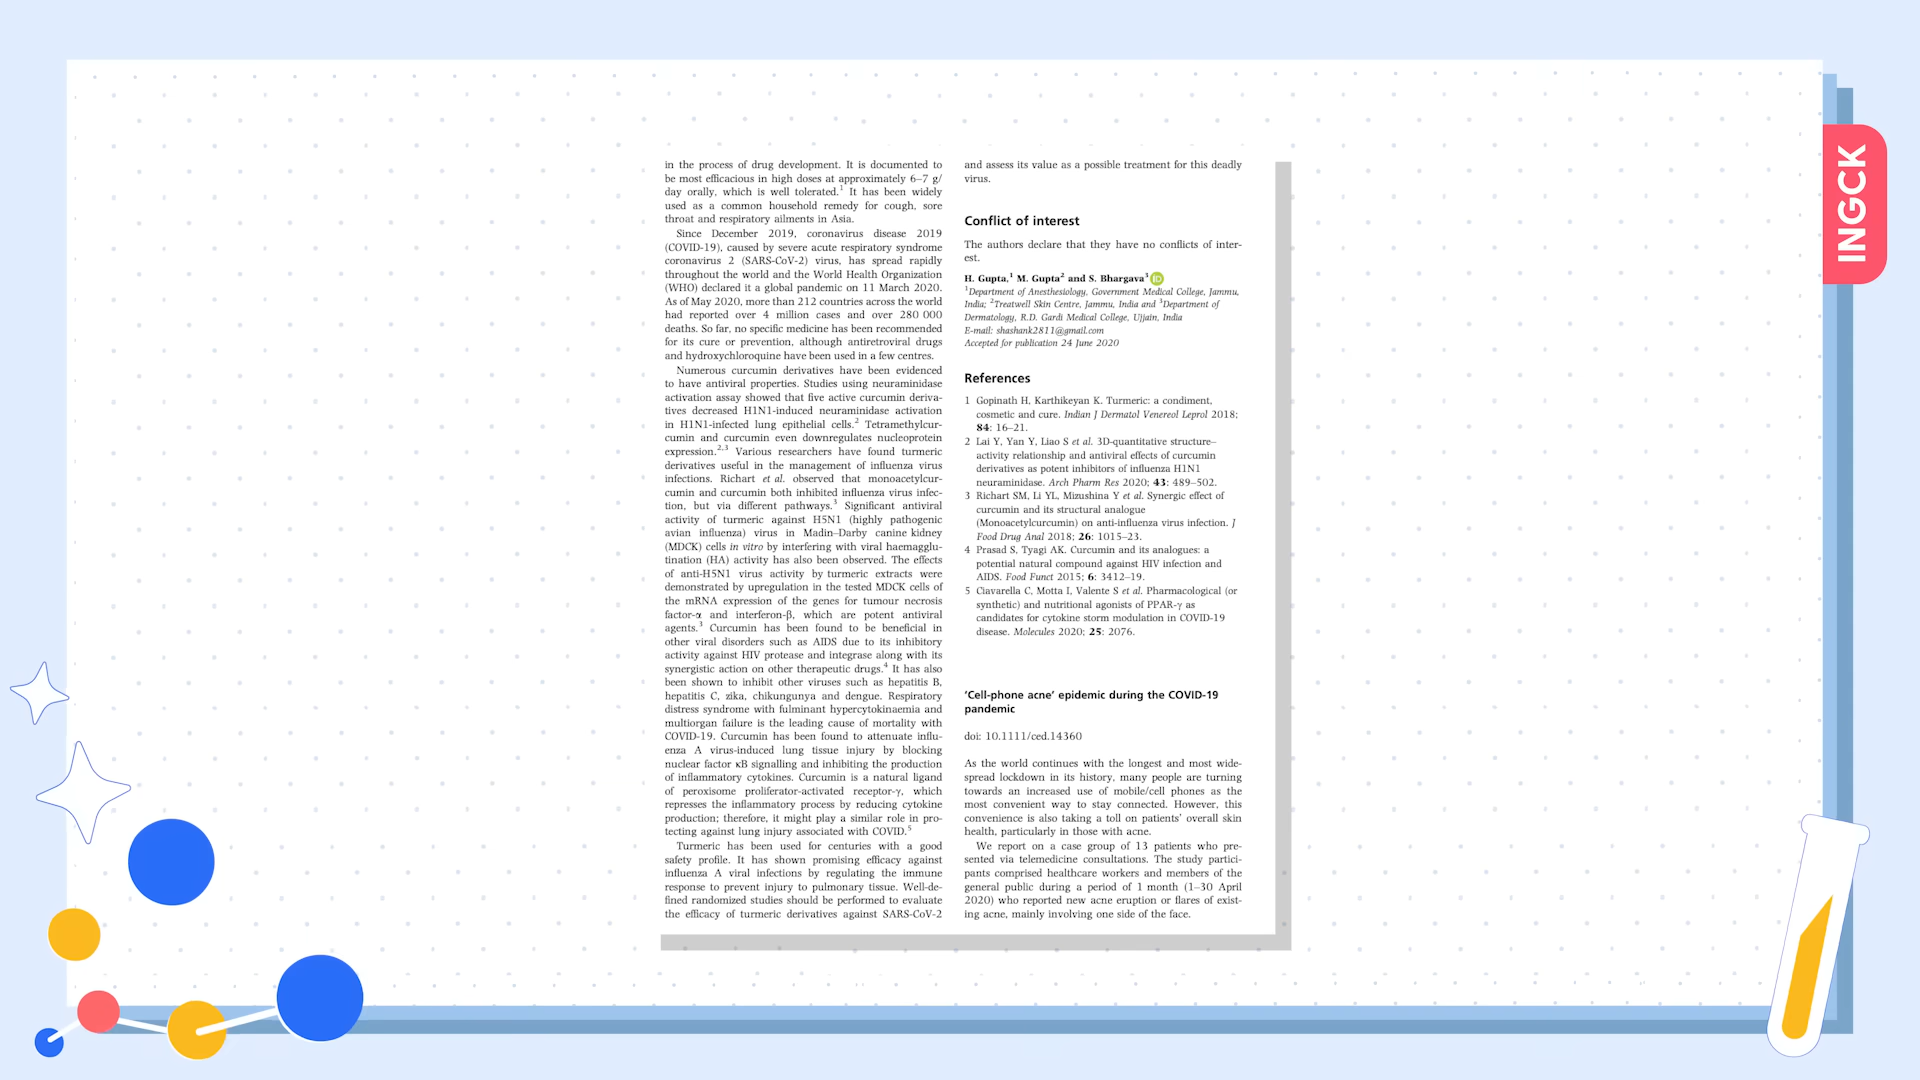 in the process of drug development. It is documented to
be most efficacious in high doses at approximately 6–7 g/
day orally, which is well tolerated.1 It has been widely
used as a common household remedy for cough, sore
throat and respiratory ailments in Asia.
Since December 2019, coronavirus disease 2019
(COVID-19), caused by severe acute respiratory syndrome
coronavirus 2 (SARS-CoV-2) virus, has spread rapidly
throughout the world and the World Health Organization
(WHO) declared it a global pandemic on 11 March 2020.
As of May 2020, more than 212 countries across the world
had reported over 4 million cases and over 280 000
deaths. So far, no specific medicine has been recommended
for its cure or prevention, although antiretroviral drugs
and hydroxychloroquine have been used in a few centres.
Numerous curcumin derivatives have been evidenced
to have antiviral properties. Studies using neuraminidase
activation assay showed that five active curcumin deriva-
tives decreased H1N1-induced neuraminidase activation
in H1N1-infected lung epithelial cells.2 Tetramethylcur-
cumin and curcumin even downregulates nucleoprotein
expression.2,3 Various researchers have found turmeric
derivatives useful in the management of influenza virus
infections. Richart et al. observed that monoacetylcur-
cumin and curcumin both inhibited influenza virus infec-
tion, but via different pathways.3 Significant antiviral
activity of turmeric against H5N1 (highly pathogenic
avian influenza) virus in Madin–Darby canine kidney
(MDCK) cells in vitro by interfering with viral haemagglu-
tination (HA) activity has also been observed. The effects
of anti-H5N1 virus activity by turmeric extracts were
demonstrated by upregulation in the tested MDCK cells of
the mRNA expression of the genes for tumour necrosis
factor-α and interferon-β, which are potent antiviral
agents.3 Curcumin has been found to be beneficial in
other viral disorders such as AIDS due to its inhibitory
activity against HIV protease and integrase along with its
synergistic action on other therapeutic drugs.4 It has also
been shown to inhibit other viruses such as hepatitis B,
hepatitis C, zika, chikungunya and dengue. Respiratory
distress syndrome with fulminant hypercytokinaemia and
multiorgan failure is the leading cause of mortality with
COVID-19. Curcumin has been found to attenuate influ-
enza A virus-induced lung tissue injury by blocking
nuclear factor κB signalling and inhibiting the production
of inflammatory cytokines. Curcumin is a natural ligand
of peroxisome proliferator-activated receptor-γ, which
represses the inflammatory process by reducing cytokine
production; therefore, it might play a similar role in pro-
tecting against lung injury associated with COVID.5
Turmeric has been used for centuries with a good
safety profile. It has shown promising efficacy against
influenza A viral infections by regulating the immune
response to prevent injury to pulmonary tissue. Well-de-
fined randomized studies should be performed to evaluate
the efficacy of turmeric derivatives against SARS-CoV-2
and assess its value as a possible treatment for this deadly
virus.
Conflict of interest
The authors declare that they have no conflicts of inter-
est.
H. Gupta,1 M. Gupta2 and S. Bhargava3 iD
1Department of Anesthesiology, Government Medical College, Jammu,
India; 2Treatwell Skin Centre, Jammu, India and 3Department of
Dermatology, R.D. Gardi Medical College, Ujjain, India
E-mail: shashank2811@gmail.com
Accepted for publication 24 June 2020
References
1 Gopinath H, Karthikeyan K. Turmeric: a condiment,
cosmetic and cure. Indian J Dermatol Venereol Leprol 2018;
84: 16–21.
2 Lai Y, Yan Y, Liao S et al. 3D-quantitative structure–
activity relationship and antiviral effects of curcumin
derivatives as potent inhibitors of influenza H1N1
neuraminidase. Arch Pharm Res 2020; 43: 489–502.
3 Richart SM, Li YL, Mizushina Y et al. Synergic effect of
curcumin and its structural analogue
(Monoacetylcurcumin) on anti-influenza virus infection. J
Food Drug Anal 2018; 26: 1015–23.
4 Prasad S, Tyagi AK. Curcumin and its analogues: a
potential natural compound against HIV infection and
AIDS. Food Funct 2015; 6: 3412–19.
5 Ciavarella C, Motta I, Valente S et al. Pharmacological (or
synthetic) and nutritional agonists of PPAR-γ as
candidates for cytokine storm modulation in COVID-19
disease. Molecules 2020; 25: 2076.
‘Cell-phone acne’ epidemic during the COVID-19
pandemic
doi: 10.1111/ced.14360
As the world continues with the longest and most wide-
spread lockdown in its history, many people are turning
towards an increased use of mobile/cell phones as the
most convenient way to stay connected. However, this
convenience is also taking a toll on patients’ overall skin
health, particularly in those with acne.
We report on a case group of 13 patients who pre-
sented via telemedicine consultations. The study partici-
pants comprised healthcare workers and members of the
general public during a period of 1 month (1–30 April
2020) who reported new acne eruption or flares of exist-
ing acne, mainly involving one side of the face.
INGCK